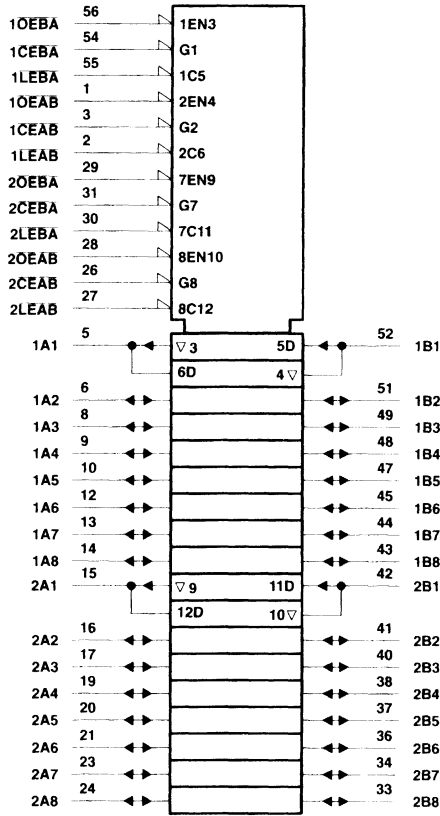 56
1OEBA 1EN3
54
1CEBA G1
55
1LEBA 1C5
1
1OEAB 2EN4
3
1CEAB G2
2
1LEAB 2C6
29
2OEBA 7EN9
31
2CEBA G7
30
2LEBA 7C11
28
2OEAB 8EN10
26
2CEAB G8
27
2LEAB 8C12
5 52
1A1 ▽ 3 5D 1B1
6D 4 ▽
6 51
1A2 1B2
8 49
1A3 1B3
9 48
1A4 1B4
10 47
1A5 1B5
12 45
1A6 1B6
13 44
1A7 1B7
14 43
1A8 1B8
15 42
2A1 ▽ 9 11D 2B1
12D 10 ▽
16 41
2A2 2B2
17 40
2A3 2B3
19 38
2A4 2B4
20 37
2A5 2B5
21 36
2A6 2B6
23 34
2A7 2B7
24 33
2A8 2B8